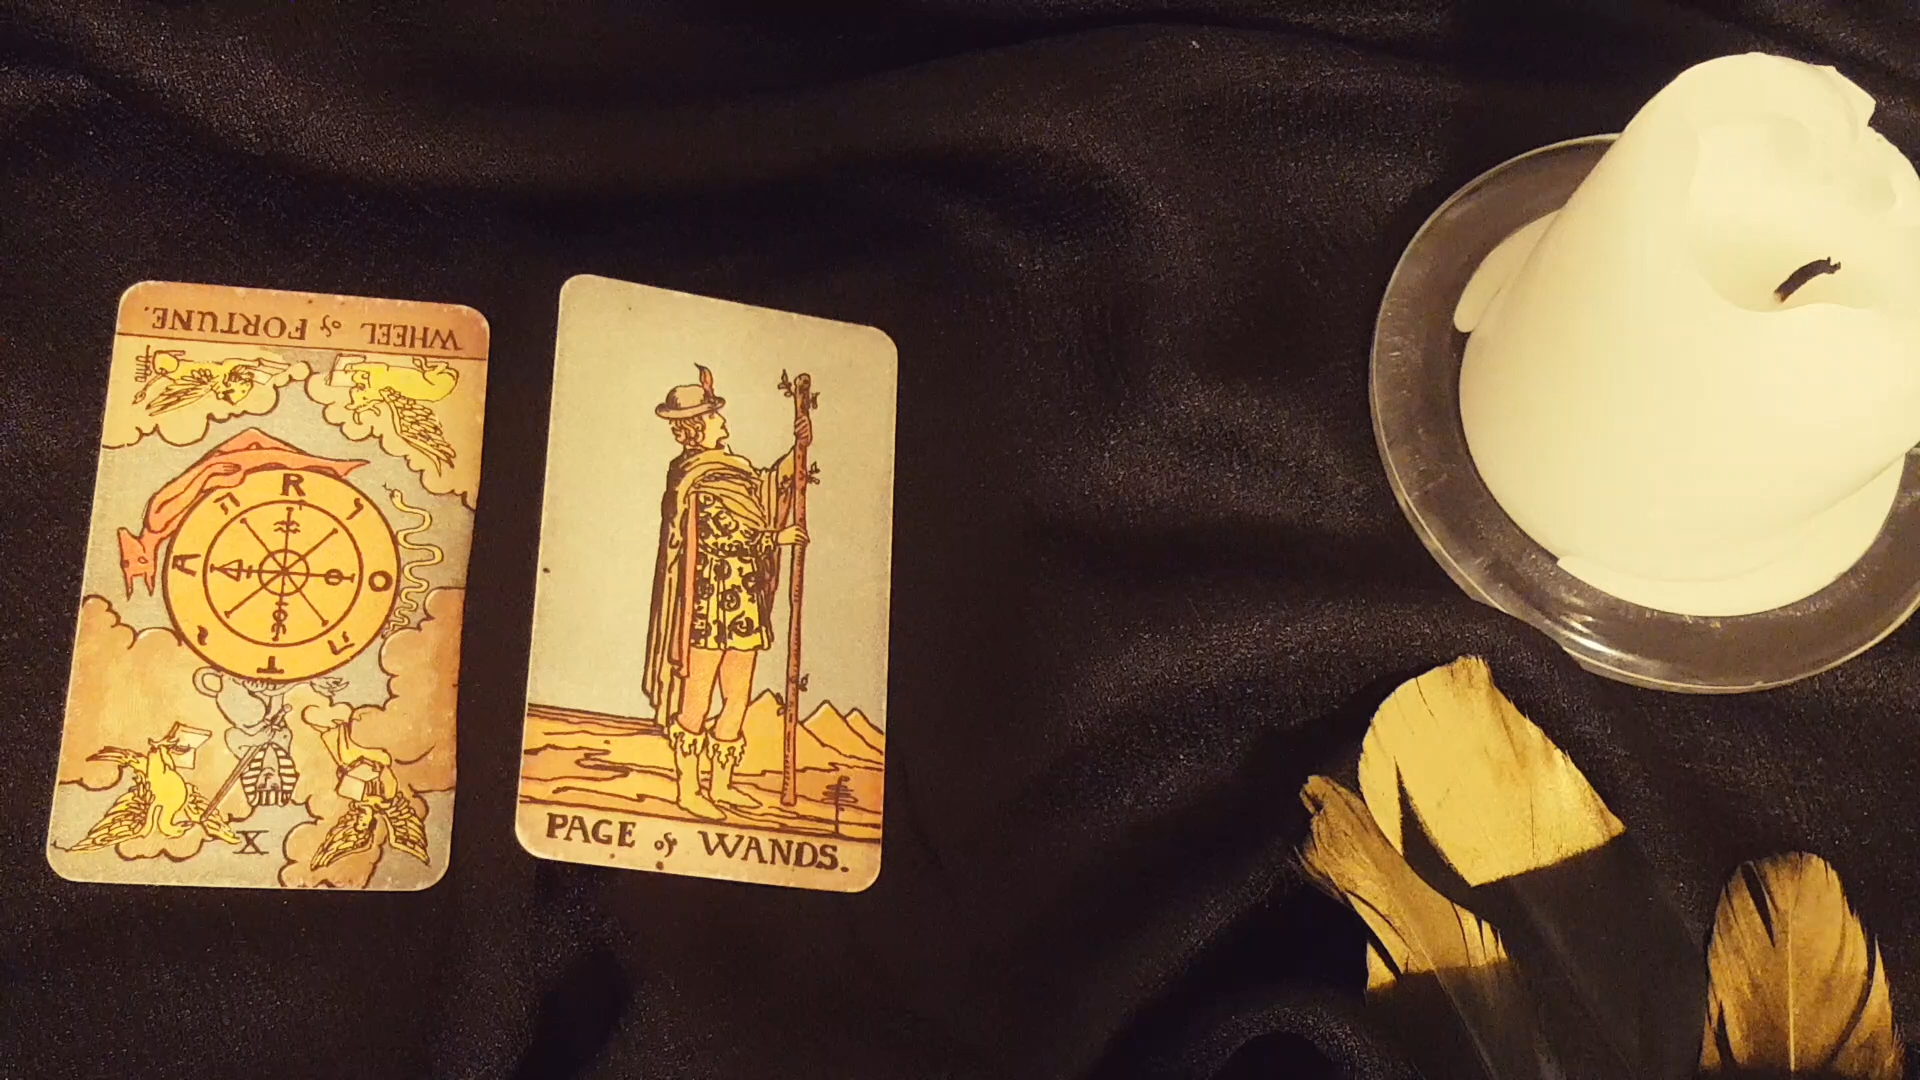 WHEEL of FORTUNE.
R
A
O
T
X
PAGE of WANDS.